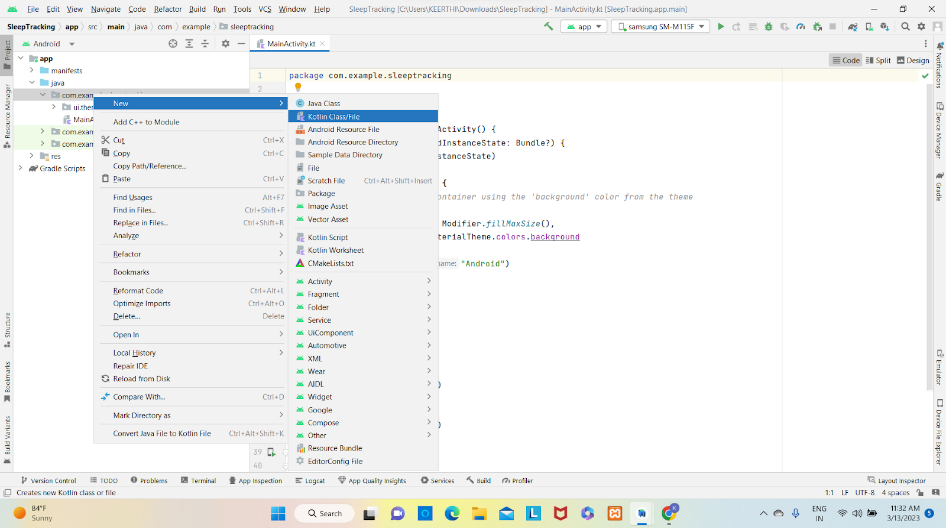 File Edit View Navigate Code Refactor Build Run Tools VCS Window Help SleepTracking [C:\Users\KEERTHI\Downloads\SleepTracking] - MainActivity.kt [SleepTracking.app.main]
SleepTracking app src main java com example sleeptracking
app samsung SM-M115F
Android
MainActivity.kt
Code Split Design
Project
Resource Manager
Structure
Bookmarks
Build Variants
app
manifests
java
com.exam
ui.then
MainA
com.exam
com.exam
res
Gradle Scripts
New
Add C++ to Module
Cut Ctrl+X
Copy Ctrl+C
Copy Path/Reference...
Paste Ctrl+V
Find Usages Alt+F7
Find in Files... Ctrl+Shift+F
Replace in Files... Ctrl+Shift+R
Analyze
Refactor
Bookmarks
Reformat Code Ctrl+Alt+L
Optimize Imports Ctrl+Alt+O
Delete... Delete
Open In
Local History
Repair IDE
Reload from Disk
Compare With... Ctrl+D
Mark Directory as
Convert Java File to Kotlin File Ctrl+Alt+Shift+K
Java Class
Kotlin Class/File
Android Resource File
Android Resource Directory
Sample Data Directory
File
Scratch File Ctrl+Alt+Shift+Insert
Package
Image Asset
Vector Asset
Kotlin Script
Kotlin Worksheet
CMakeLists.txt
Activity
Fragment
Folder
Service
UiComponent
Automotive
XML
Wear
AIDL
Widget
Google
Compose
Other
Resource Bundle
EditorConfig File
1 package com.example.sleeptracking
2
Activity() {
dInstanceState: Bundle?) {
stanceState)
{
ontainer using the 'background' color from the theme
Modifier.fillMaxSize(),
terialTheme.colors.background
name: "Android")
)
)
39
40
Notifications
Device Manager
Gradle
Emulator
Device File Explorer
Version Control TODO Problems Terminal App Inspection Logcat App Quality Insights Services Build Profiler Layout Inspector
Creates new Kotlin class or file 1:1 LF UTF-8 4 spaces
84°F
Sunny
Search
ENG
IN
11:32 AM
3/13/2023
5